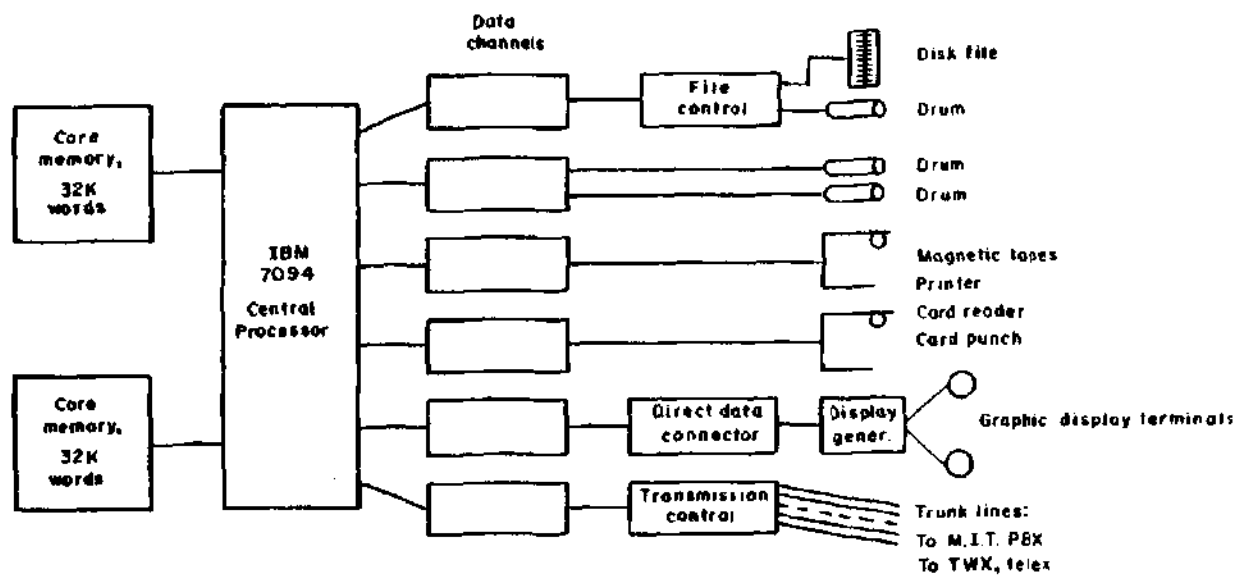 Data
channels
Disk file
File
control
Drum
Core
memory,
32K
words
Drum
Drum
IBM
7094
Central
Processor
Magnetic tapes
Printer
Card reader
Card punch
Core
memory,
32K
words
Direct data
connector
Display
gener.
Graphic display terminals
Transmission
control
Trunk lines:
To M.I.T. PBX
To TWX, telex